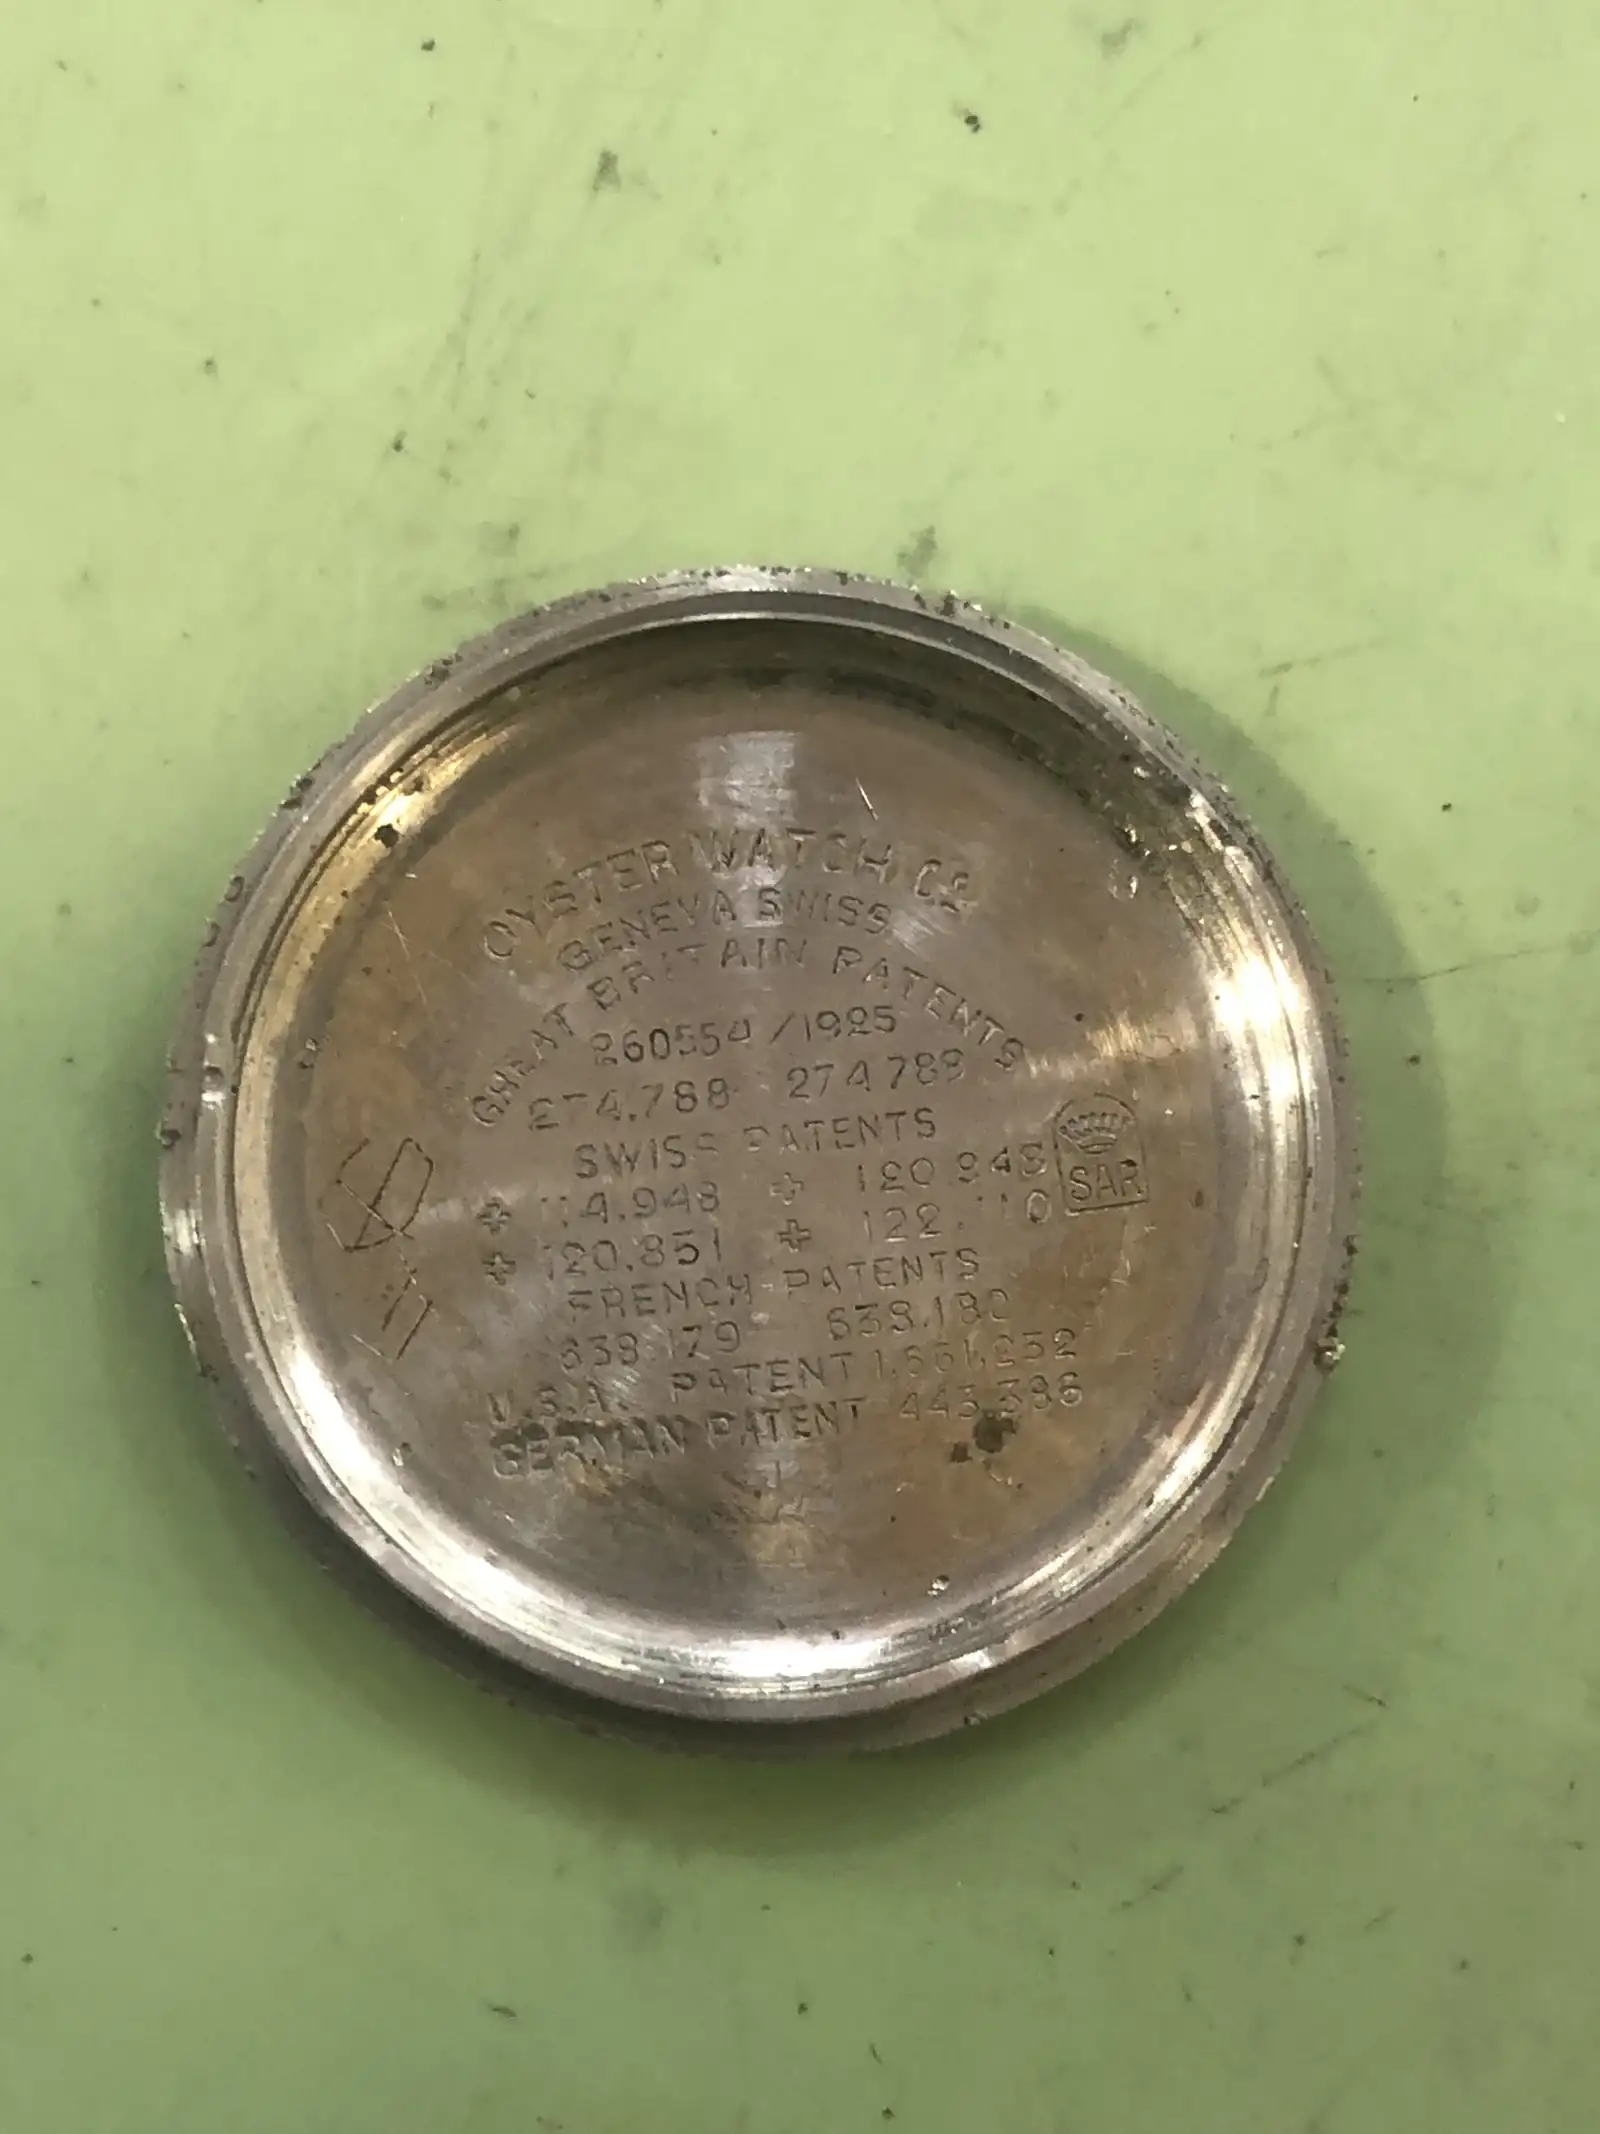 OYSTER WATCH Cº
GENEVA SWISS
GREAT BRITAIN PATENTS
260554/1925
274.788 274789
SWISS PATENTS
✚ 114.948 ✚ 120.848
✚ 120.851 ✚ 122.110
SAR
FRENCH PATENTS
638.179 638.180
U.S.A. PATENT 1.661.232
GERMAN PATENT 443.386